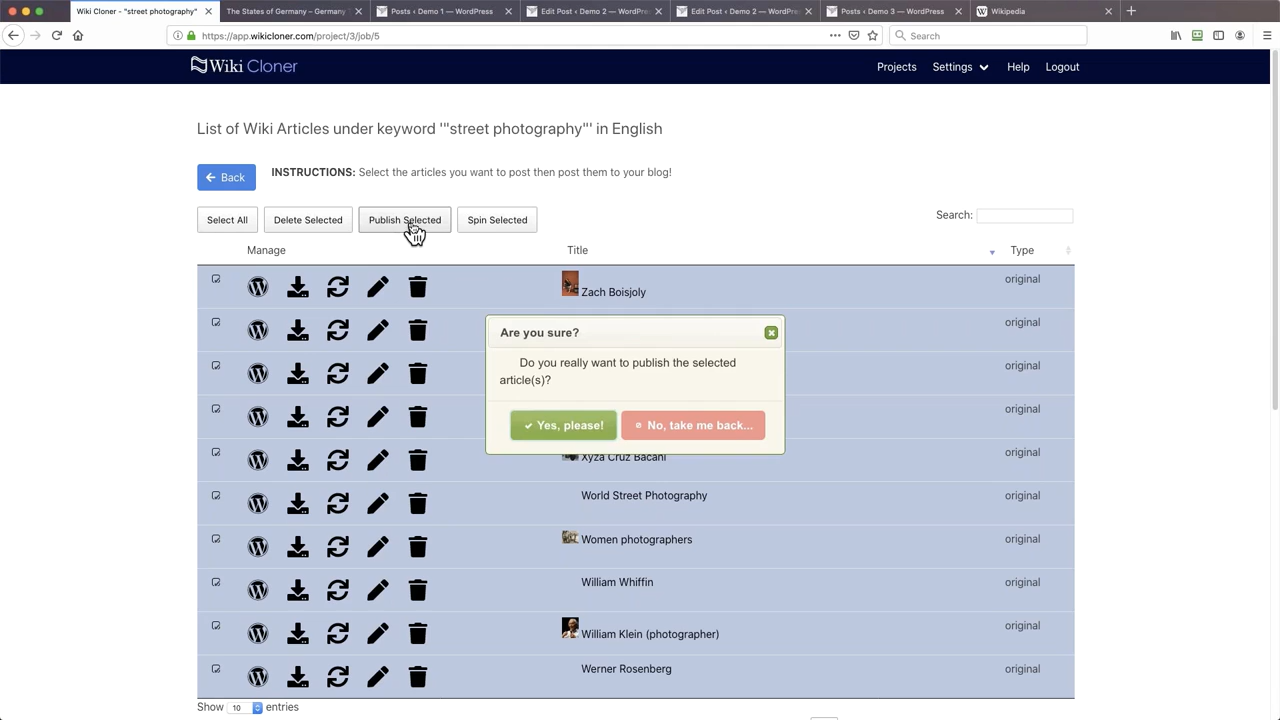 Wiki Cloner - "street photography"
The States of Germany – Germany
Posts ‹ Demo 1 — WordPress
Edit Post ‹ Demo 2 — WordPress
Edit Post ‹ Demo 2 — WordPress
Posts ‹ Demo 3 — WordPress
Wikipedia
https://app.wikicloner.com/project/3/job/5
Search
Wiki Cloner
Projects
Settings
Help
Logout
List of Wiki Articles under keyword '"street photography"' in English
Back
INSTRUCTIONS: Select the articles you want to post then post them to your blog!
Select All
Delete Selected
Publish Selected
Spin Selected
Search:
Manage
Title
Type
Zach Boisjoly
original
original
original
original
Are you sure?
Do you really want to publish the selected
article(s)?
Yes, please!
No, take me back...
Xyza Cruz Bacani
original
World Street Photography
original
Women photographers
original
William Whiffin
original
William Klein (photographer)
original
Werner Rosenberg
original
Show 10 entries